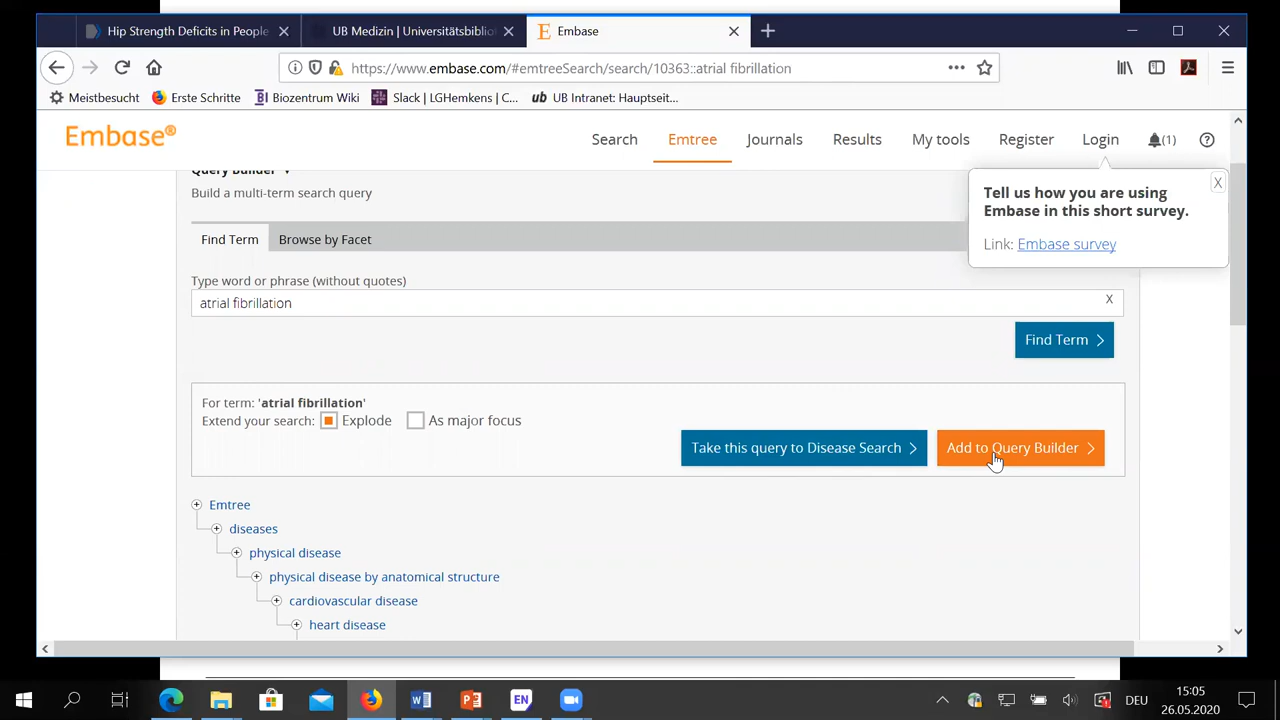 Hip Strength Deficits in People
UB Medizin | Universitätsbibliot
Embase
https://www.embase.com/#emtreeSearch/search/10363::atrial fibrillation
Meistbesucht
Erste Schritte
Biozentrum Wiki
Slack | LGHemkens | C...
UB Intranet: Hauptseit...
Embase®
Search
Emtree
Journals
Results
My tools
Register
Login
(1)
Query Builder
Build a multi-term search query
Tell us how you are using
Embase in this short survey.
Link: Embase survey
X
Find Term
Browse by Facet
Type word or phrase (without quotes)
atrial fibrillation
X
Find Term
For term: 'atrial fibrillation'
Extend your search: Explode As major focus
Take this query to Disease Search
Add to Query Builder
Emtree
diseases
physical disease
physical disease by anatomical structure
cardiovascular disease
heart disease
EN
DEU
15:05
26.05.2020